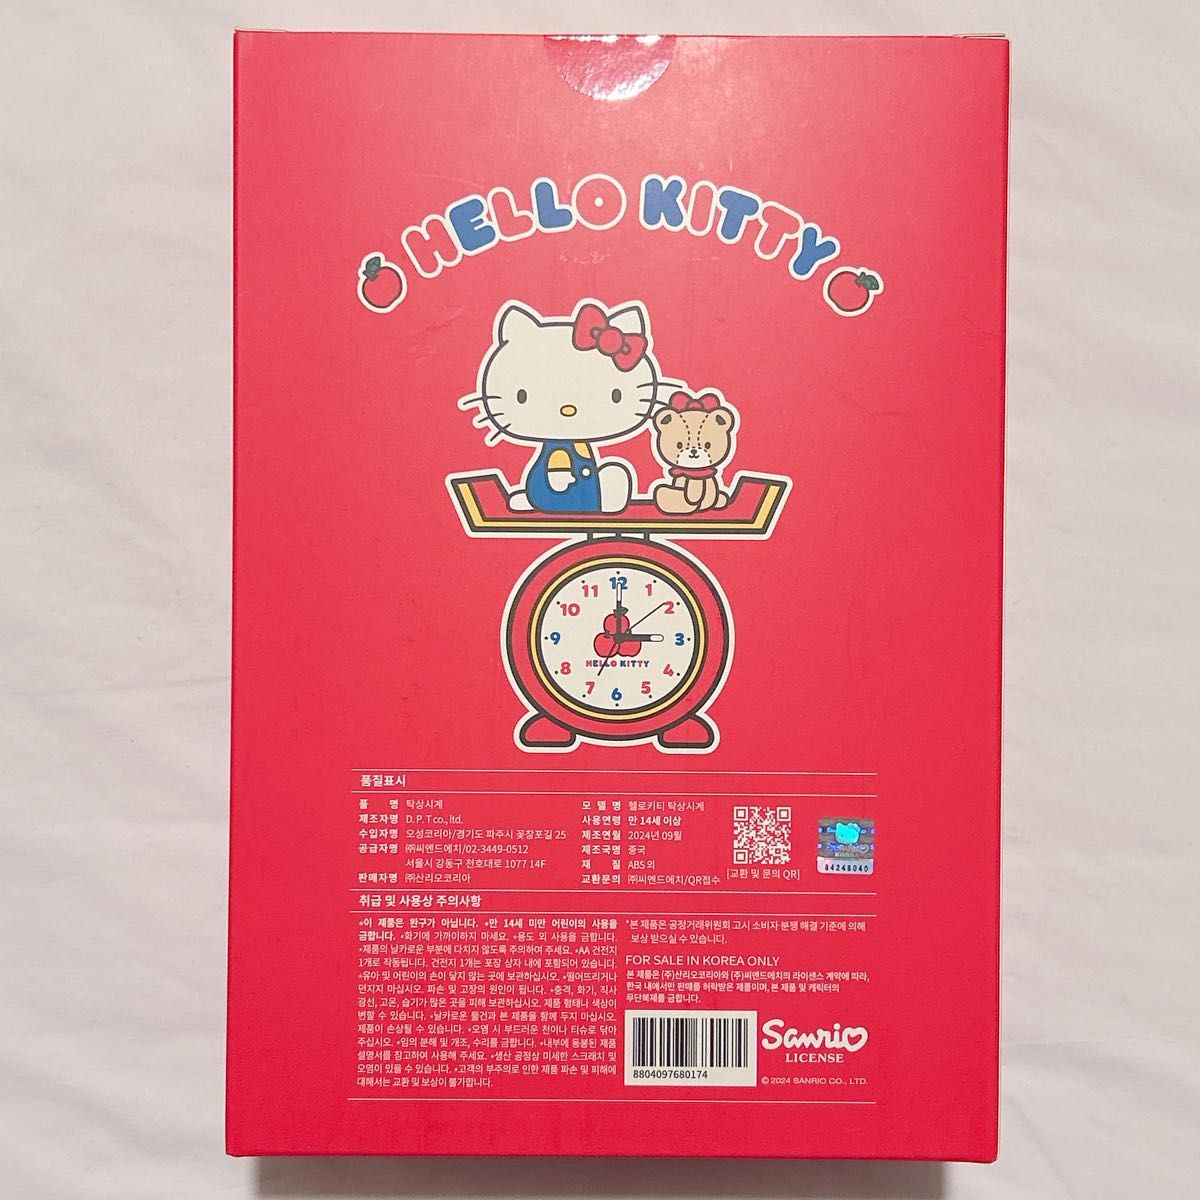 HELLO KITTY
12
1
2
3
4
5
6
7
8
9
10
11
HELLO KITTY
품질표시
품 명 탁상시계
제조자명 D. P. T co., ltd.
수입자명 오성코리아/경기도 파주시 꽃창포길 25
공급자명 ㈜씨엔드에치/02-3449-0512
서울시 강동구 천호대로 1077 14F
판매자명 ㈜산리오코리아
모 델 명 헬로키티 탁상시계
사용연령 만 14세 이상
제조연월 2024년 09월
제조국명 중국
재 질 ABS 외
교환문의 ㈜씨엔드에치/QR접수
[교환 및 문의 QR]
KOREA
84248040
취급 및 사용상 주의사항
*이 제품은 완구가 아닙니다. *만 14세 미만 어린이의 사용을
금합니다. *화기에 가까이하지 마세요. *용도 외 사용을 금합니다.
*제품의 날카로운 부분에 다치지 않도록 주의하여 주세요. *AA 건전지
1개로 작동됩니다. 건전지 1개는 포장 상자 내에 포함되어 있습니다.
*유아 및 어린이의 손이 닿지 않는 곳에 보관하십시오. *떨어뜨리거나
던지지 마십시오. 파손 및 고장의 원인이 됩니다. *충격, 화기, 직사
광선, 고온, 습기가 많은 곳을 피해 보관하십시오. 제품 형태나 색상이
변할 수 있습니다. *날카로운 물건과 본 제품을 함께 두지 마십시오.
제품이 손상될 수 있습니다. *오염 시 부드러운 천이나 티슈로 닦아
주십시오. *임의 분해 및 개조, 수리를 금합니다. *내부에 동봉된 제품
설명서를 참고하여 사용해 주세요. *생산 공정상 미세한 스크래치 및
오염이 있을 수 있습니다. *고객의 부주의로 인한 제품 파손 및 피해에
대해서는 교환 및 보상이 불가합니다.
*본 제품은 공정거래위원회 고시 소비자 분쟁 해결 기준에 의해
보상 받으실 수 있습니다.
FOR SALE IN KOREA ONLY
본 제품은 (주)산리오코리아와 (주)씨엔드에치의 라이센스 계약에 따라,
한국 내에서만 판매를 허락받은 제품이며, 본 제품 및 캐릭터의
무단복제를 금합니다.
8804097680174
Sanrio
LICENSE
© 2024 SANRIO CO., LTD.